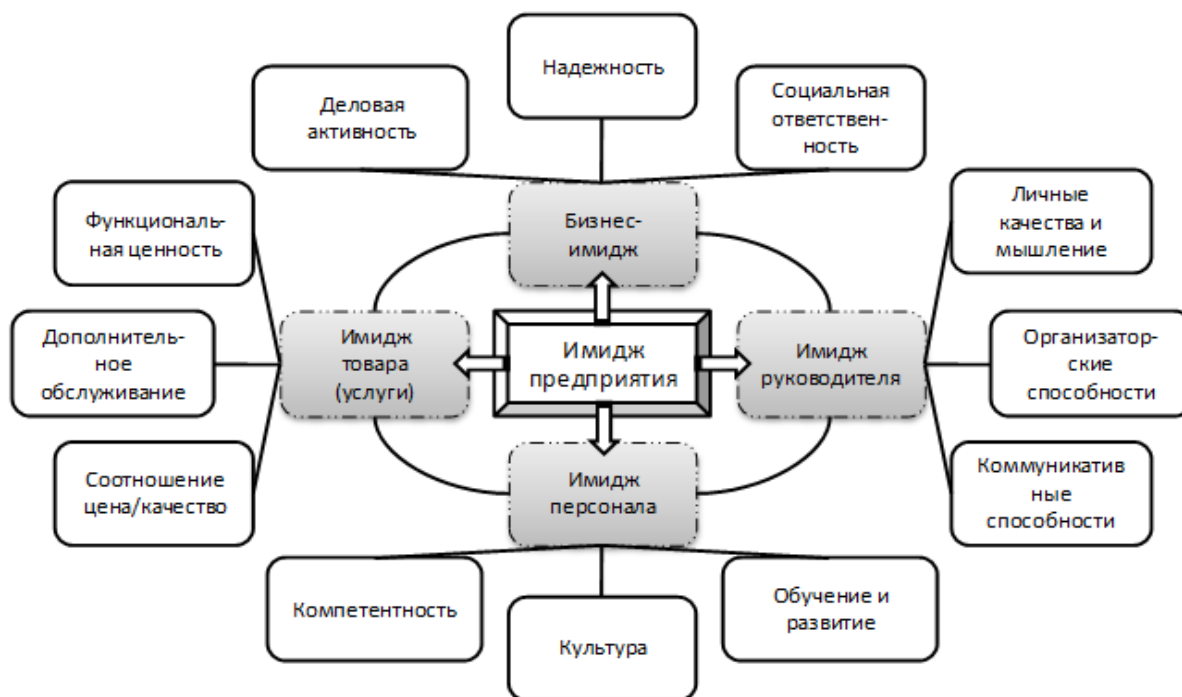 Надежность
Деловая
активность
Социальная
ответствен-
ность
Функциональ-
ная ценность
Бизнес-
имидж
Личные
качества и
мышление
Дополнитель-
ное
обслуживание
Имидж
товара
(услуги)
Имидж
предприятия
Имидж
руководителя
Организатор-
ские
способности
Соотношение
цена/качество
Имидж
персонала
Коммуникатив
ные
способности
Компетентность
Культура
Обучение и
развитие